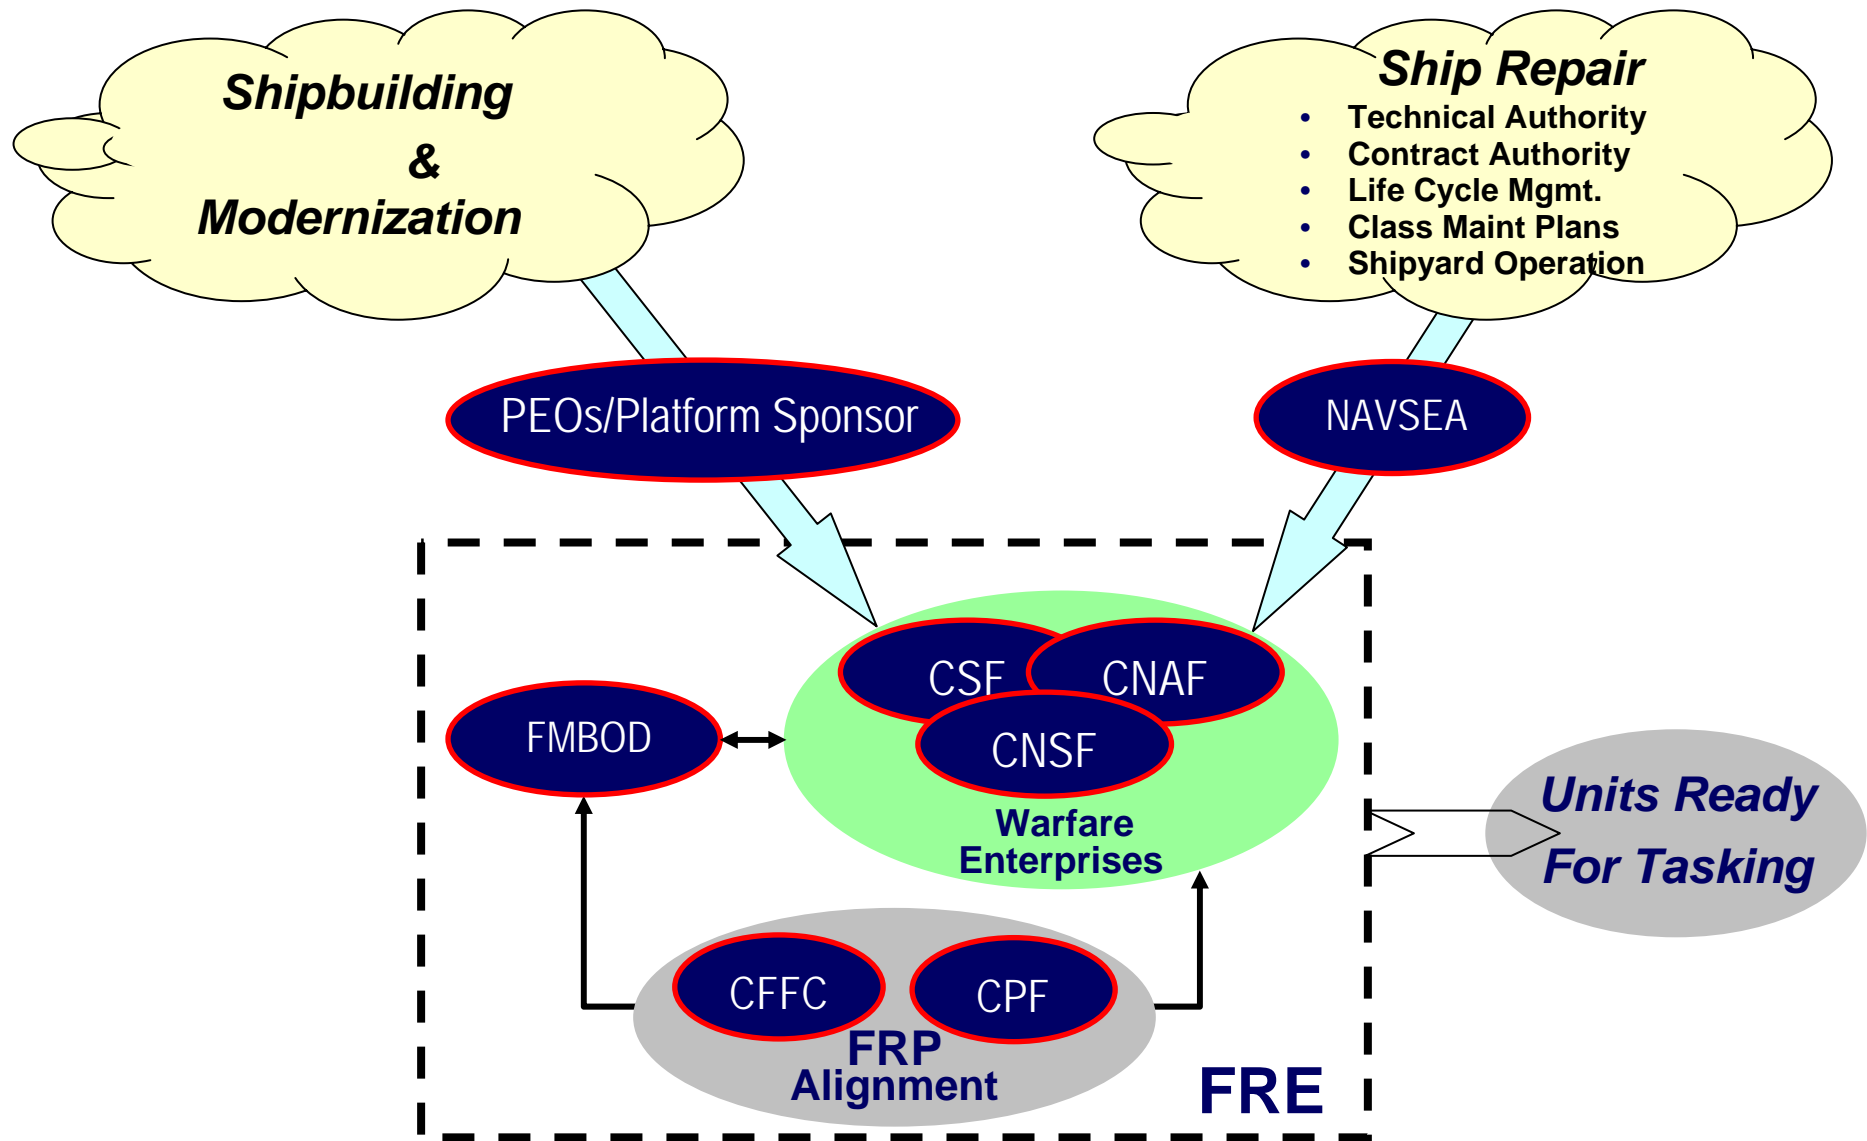 Shipbuilding
&
Modernization
Ship Repair
• Technical Authority
• Contract Authority
• Life Cycle Mgmt.
• Class Maint Plans
• Shipyard Operation
PEOs/Platform Sponsor
NAVSEA
CSF
CNAF
CNSF
FMBOD
Warfare
Enterprises
Units Ready
For Tasking
CFFC
CPF
FRP
Alignment
FRE